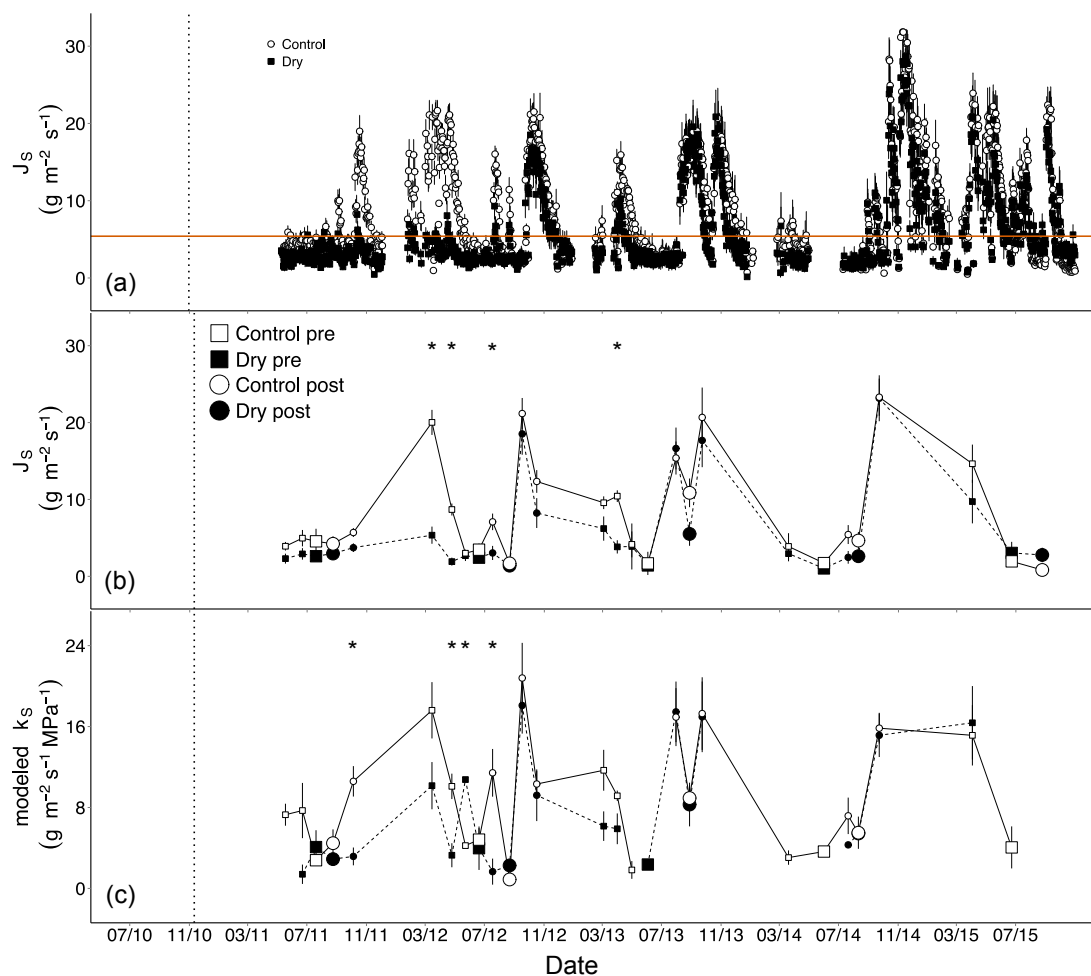 30
20
10
0
J_S
(g m⁻² s⁻¹)
Control
Dry
(a)
30
20
10
0
J_S
(g m⁻² s⁻¹)
Control pre
Dry pre
Control post
Dry post
* * * *
(b)
24
16
8
0
modeled k_S
(g m⁻² s⁻¹ MPa⁻¹)
* * * *
(c)
07/10 11/10 03/11 07/11 11/11 03/12 07/12 11/12 03/13 07/13 11/13 03/14 07/14 11/14 03/15 07/15
Date